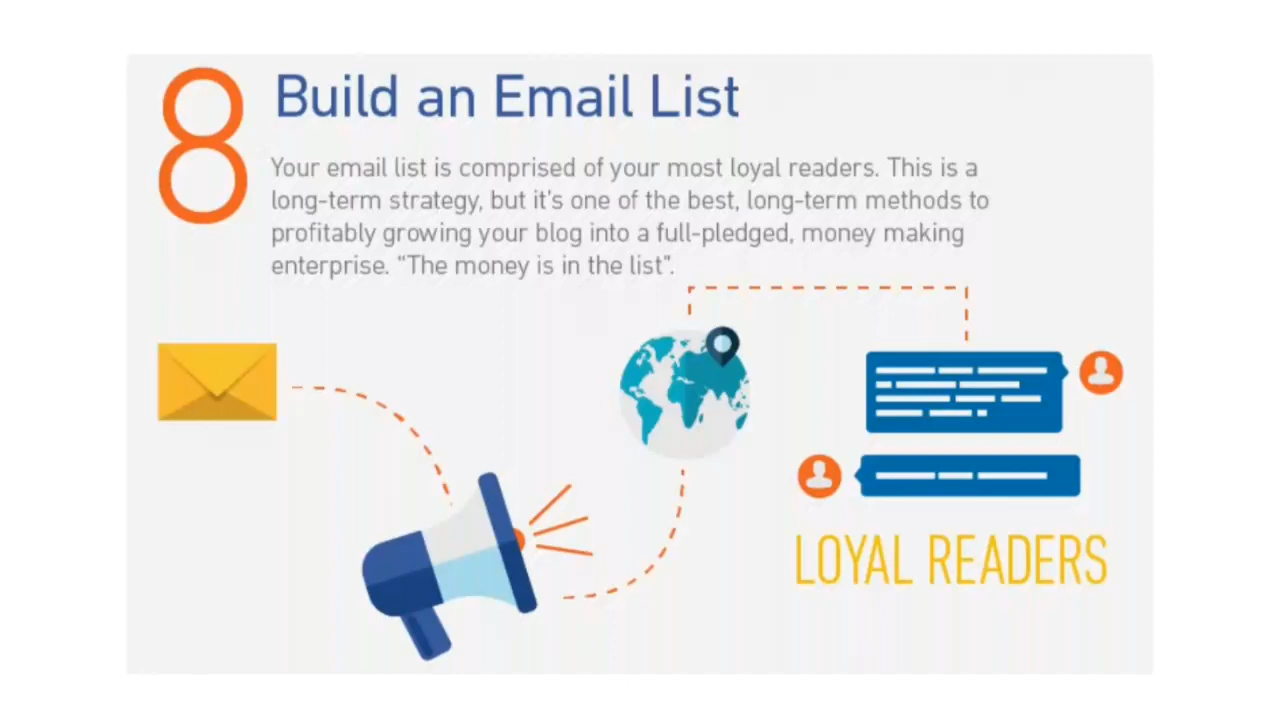 8
Build an Email List
Your email list is comprised of your most loyal readers. This is a
long-term strategy, but it's one of the best, long-term methods to
profitably growing your blog into a full-pledged, money making
enterprise. "The money is in the list".
LOYAL READERS